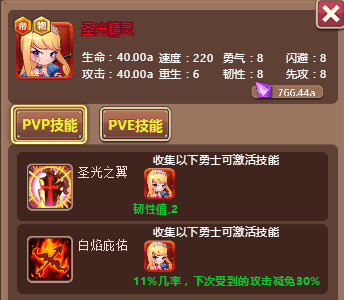 帝 物 圣光精灵
生命：40.00a 速度：220 勇气：8 闪避：8
攻击：40.00a 重生：6 韧性：8 先攻：8
766.44a
PVP技能 PVE技能
收集以下勇士可激活技能
圣光之翼
韧性值,2
收集以下勇士可激活技能
白焰庇佑
11%几率，下次受到的攻击减免30%